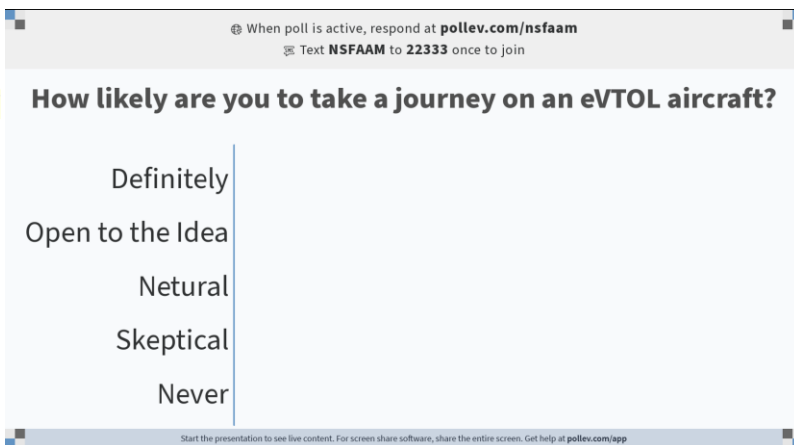 When poll is active, respond at pollev.com/nsfaam
Text NSFAAM to 22333 once to join
How likely are you to take a journey on an eVTOL aircraft?
Definitely
Open to the Idea
Netural
Skeptical
Never
Start the presentation to see live content. For screen share software, share the entire screen. Get help at pollev.com/app